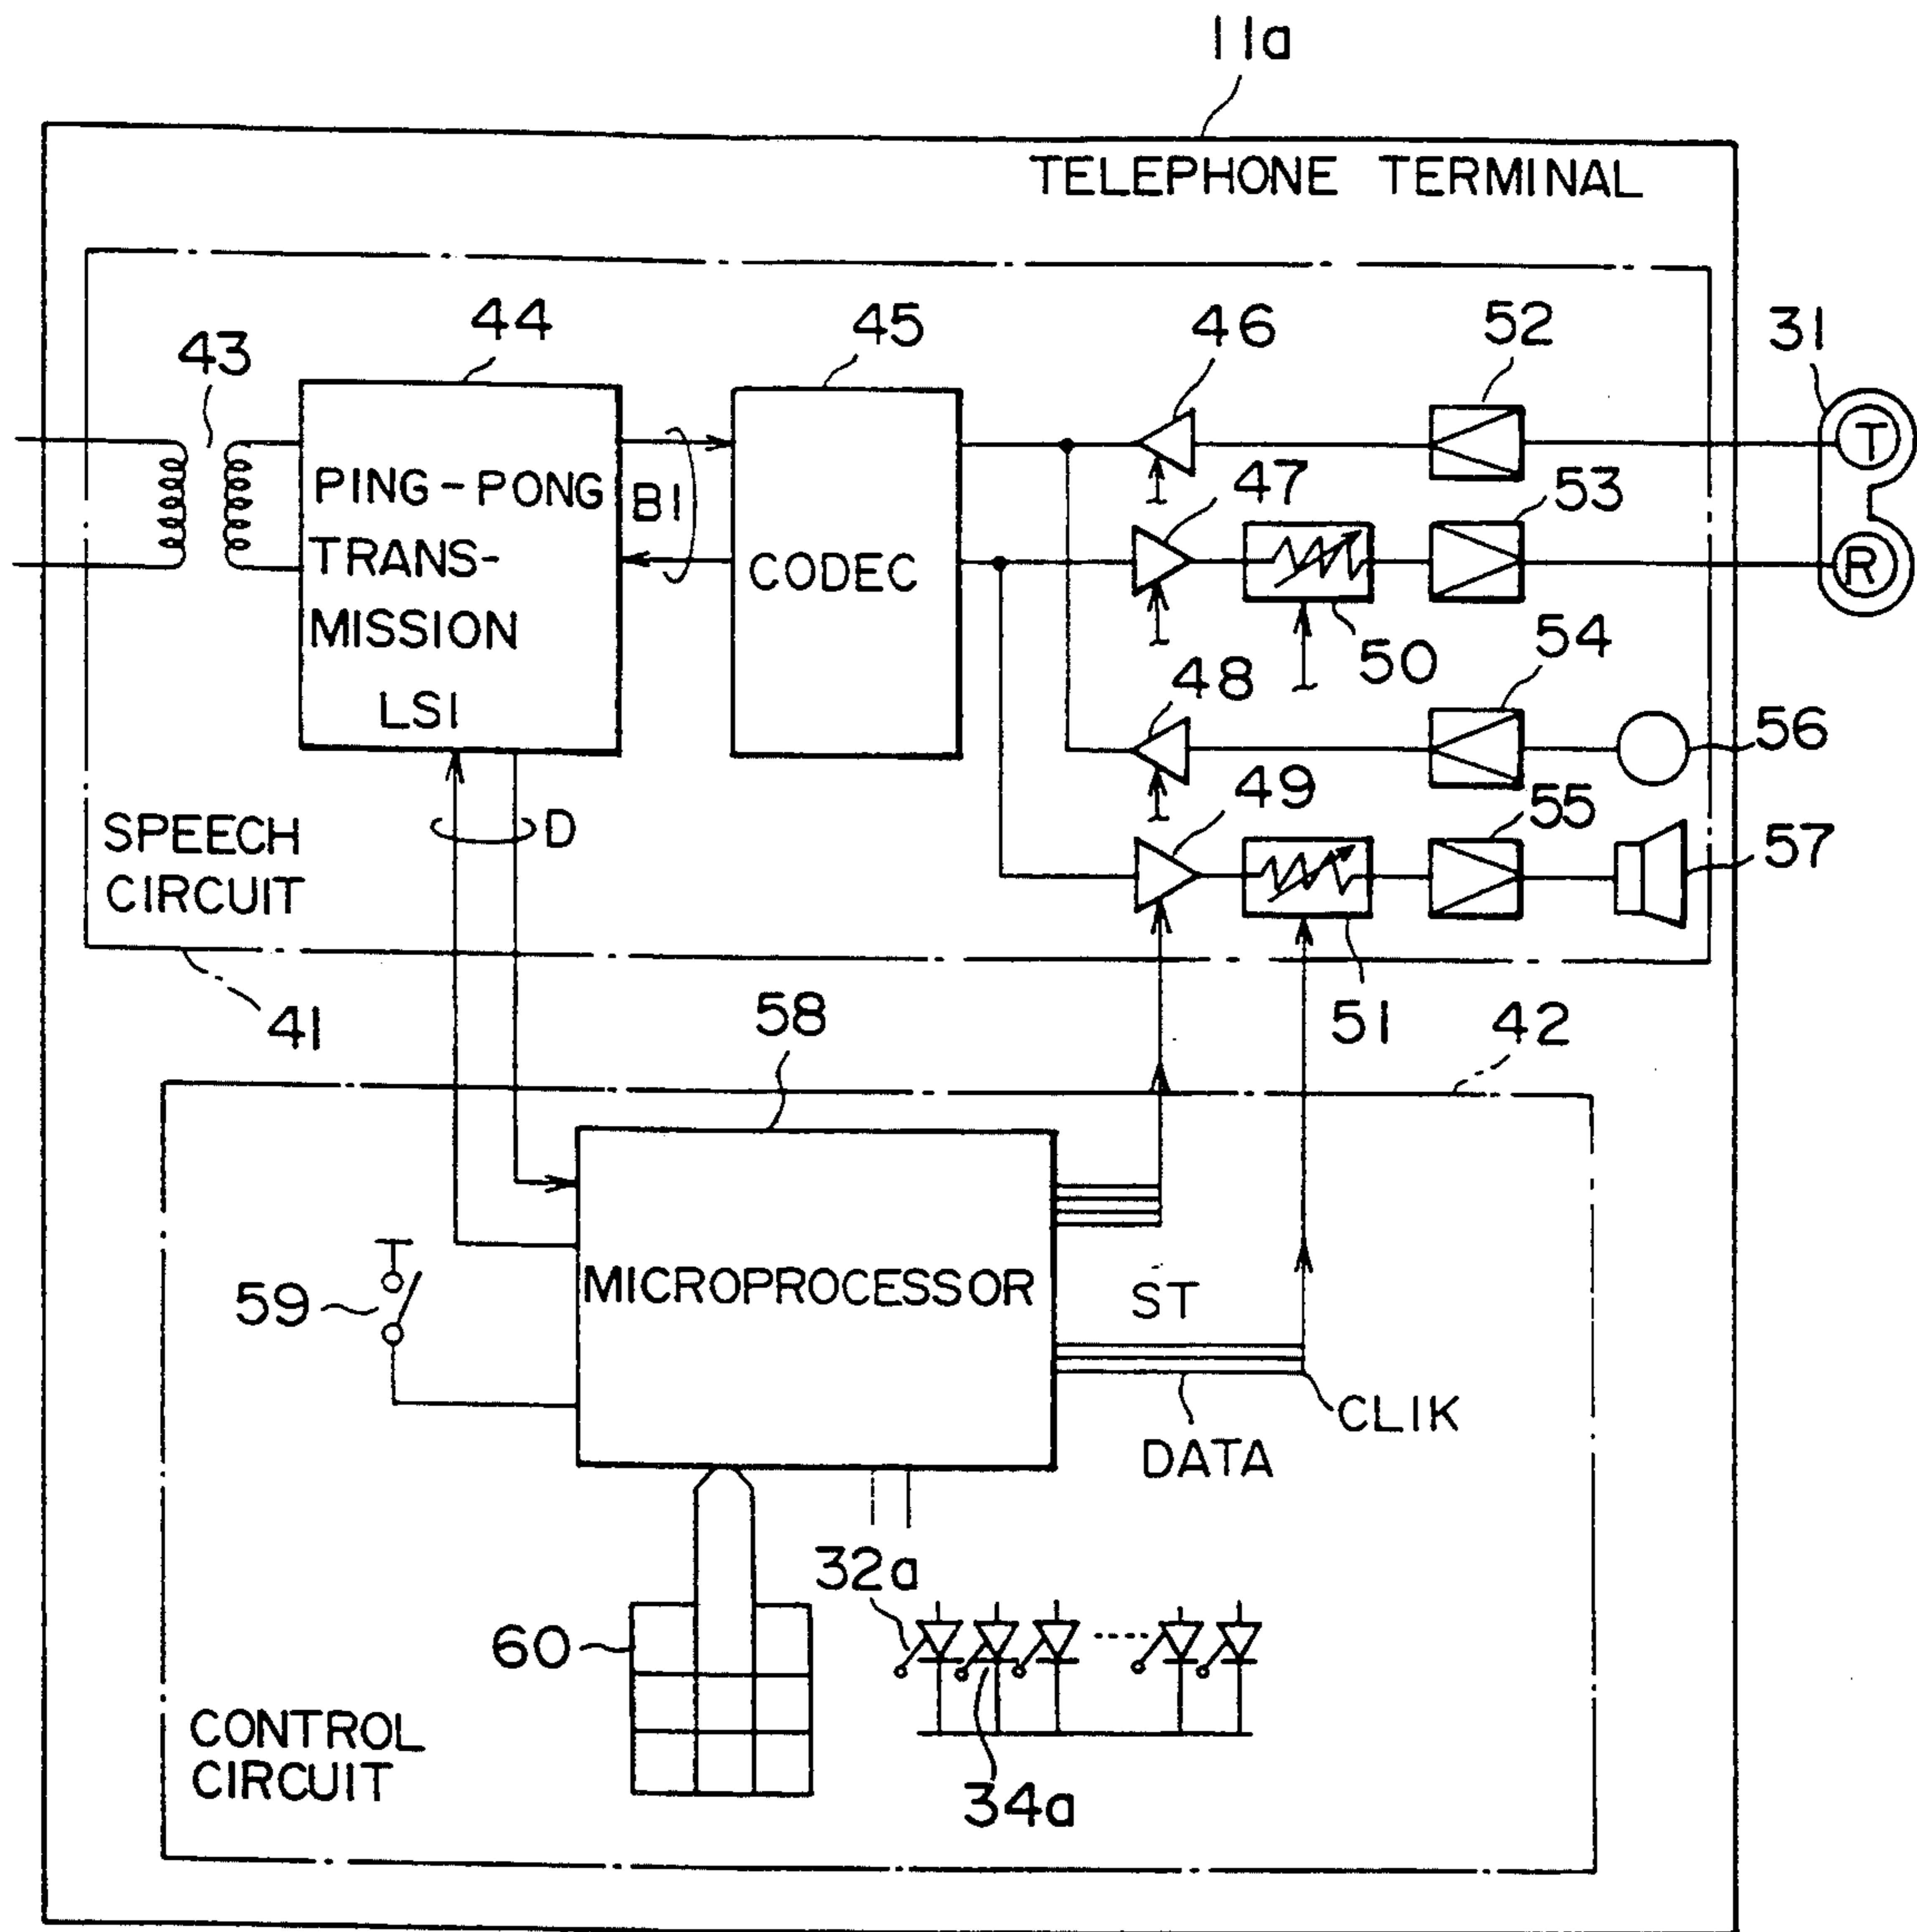 11a
TELEPHONE TERMINAL
43
44
45
46
52
31
T
PING-PONG
TRANS-
MISSION
LSI
B1
CODEC
47
53
R
50
48
54
56
49
55
57
SPEECH
CIRCUIT
D
41
58
51
42
59
MICROPROCESSOR
ST
CLIK
DATA
32a
60
34a
CONTROL
CIRCUIT